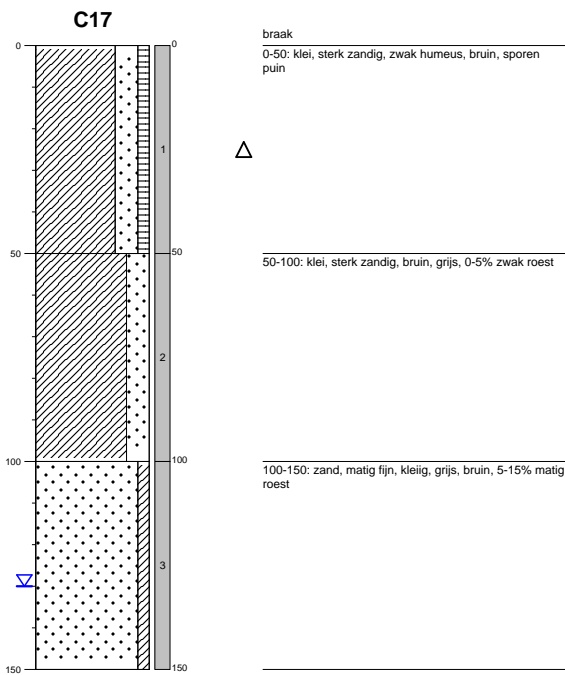 C17
braak
0
0
0-50: klei, sterk zandig, zwak humeus, bruin, sporen
puin
1
50
50
50-100: klei, sterk zandig, bruin, grijs, 0-5% zwak roest
2
100
100
100-150: zand, matig fijn, kleiig, grijs, bruin, 5-15% matig
roest
3
150
150